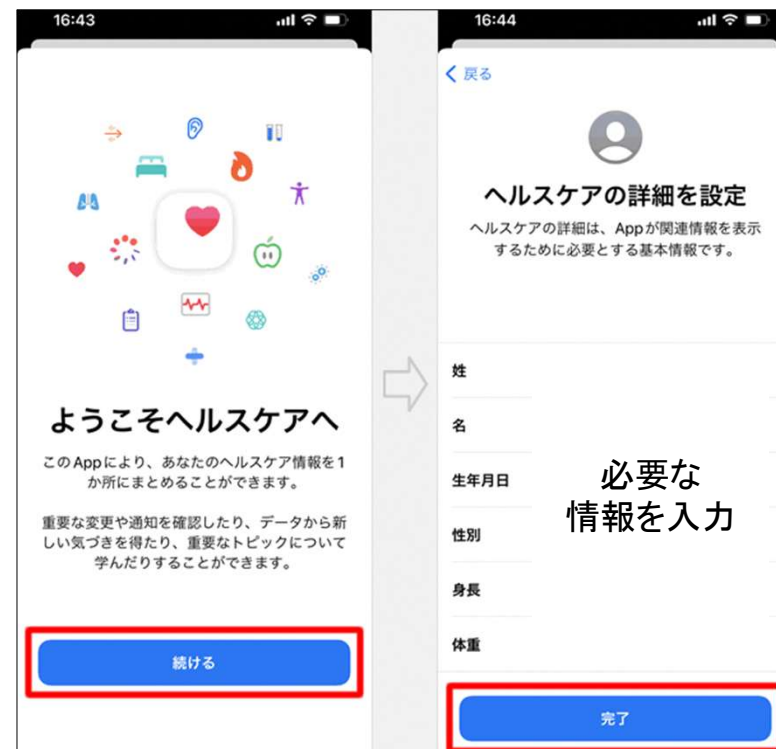 16:43
ようこそヘルスケアへ
このAppにより、あなたのヘルスケア情報を1
か所にまとめることができます。
重要な変更や通知を確認したり、データから新
しい気づきを得たり、重要なトピックについて
学んだりすることができます。
続ける
16:44
戻る
ヘルスケアの詳細を設定
ヘルスケアの詳細は、Appが関連情報を表示
するために必要とする基本情報です。
姓
名
生年月日
性別
身長
体重
必要な
情報を入力
完了